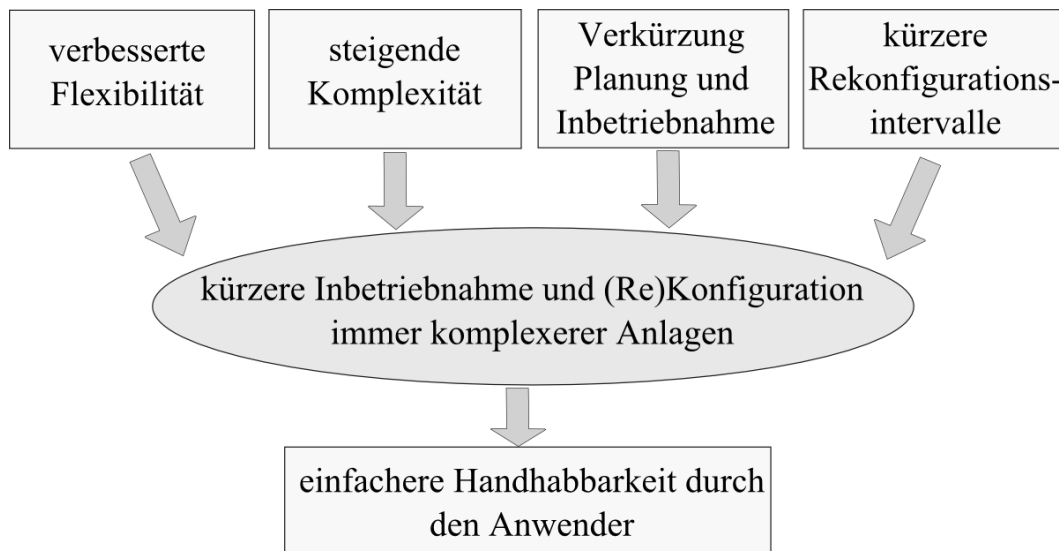 verbesserte
Flexibilität
steigende
Komplexität
Verkürzung
Planung und
Inbetriebnahme
kürzere
Rekonfigurations-
intervalle
kürzere Inbetriebnahme und (Re)Konfiguration
immer komplexerer Anlagen
einfachere Handhabbarkeit durch
den Anwender